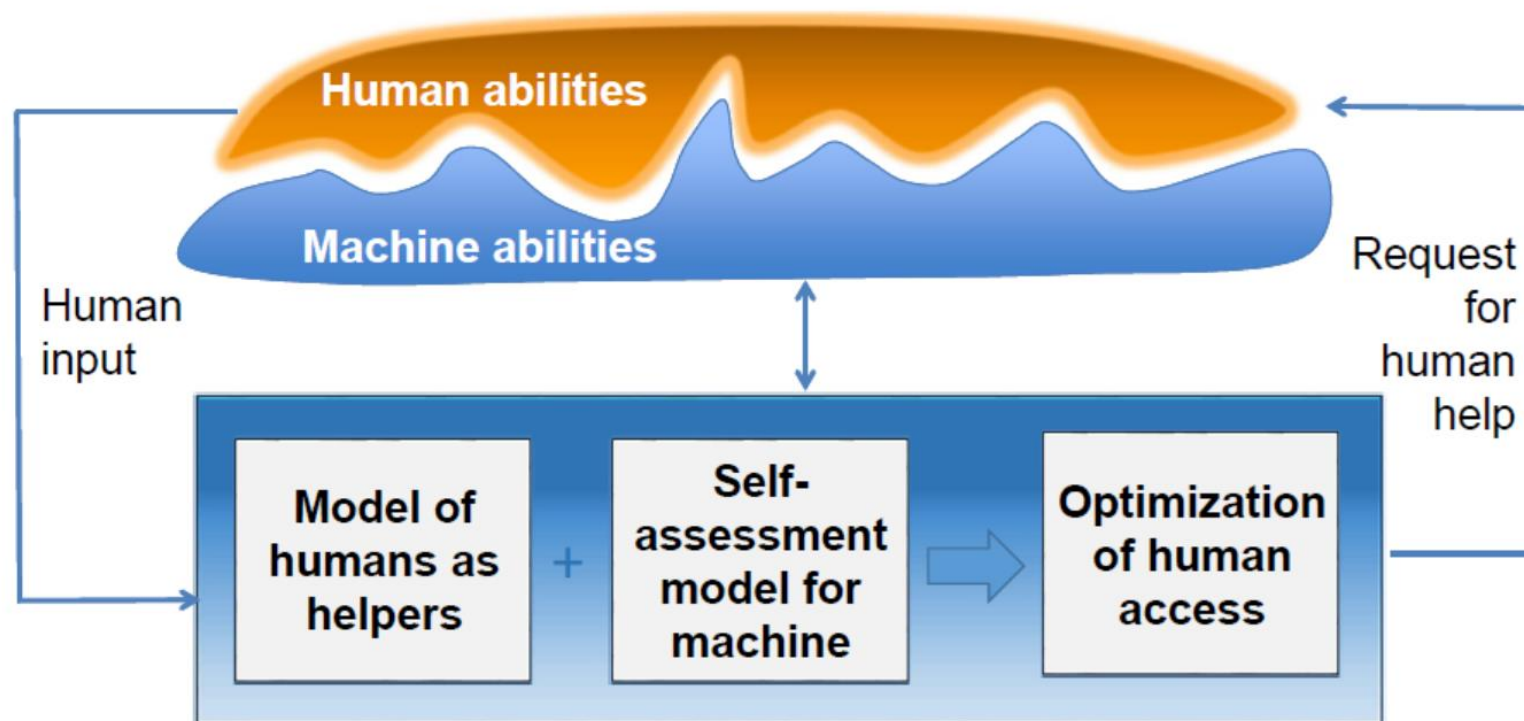 Human abilities
Machine abilities
Human
input
Request
for
human
help
Model of
humans as
helpers
+
Self-
assessment
model for
machine
Optimization
of human
access